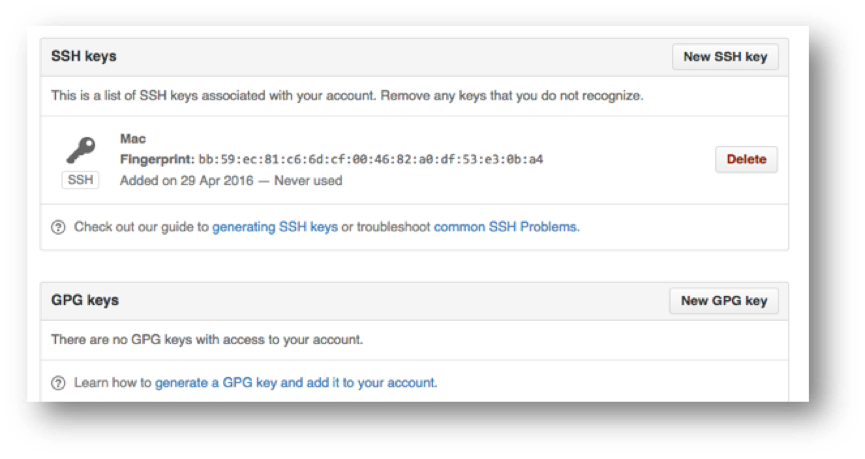 SSH keys
New SSH key
This is a list of SSH keys associated with your account. Remove any keys that you do not recognize.
Mac
Fingerprint: bb:59:ec:81:c6:6d:cf:00:46:82:a0:df:53:e3:0b:a4
SSH
Delete
Added on 29 Apr 2016 — Never used
? Check out our guide to generating SSH keys or troubleshoot common SSH Problems.
GPG keys
New GPG key
There are no GPG keys with access to your account.
? Learn how to generate a GPG key and add it to your account.